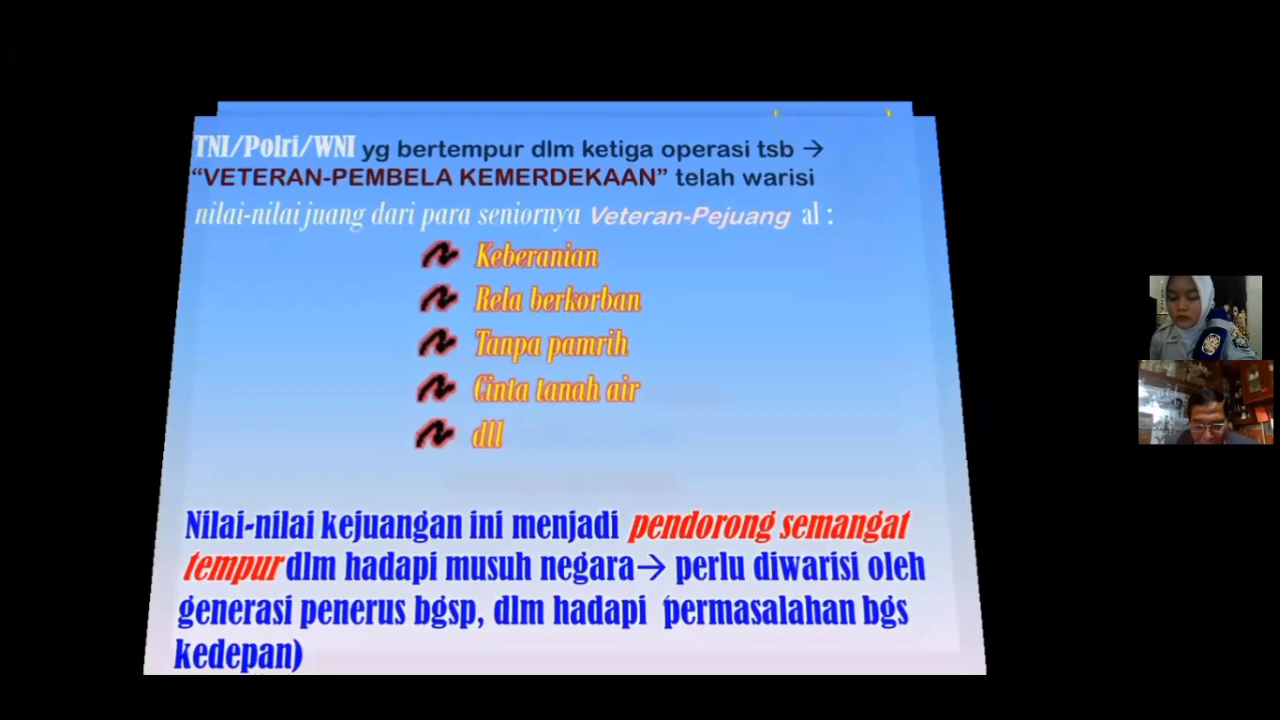 TNI/Polri/WNI yg bertempur dlm ketiga operasi tsb →
“VETERAN-PEMBELA KEMERDEKAAN” telah warisi
nilai-nilai juang dari para seniornya Veteran-Pejuang al :
Keberanian
Rela berkorban
Tanpa pamrih
Cinta tanah air
dll
Nilai-nilai kejuangan ini menjadi pendorong semangat
tempur dlm hadapi musuh negara→ perlu diwarisi oleh
generasi penerus bgsp, dlm hadapi permasalahan bgs
kedepan)